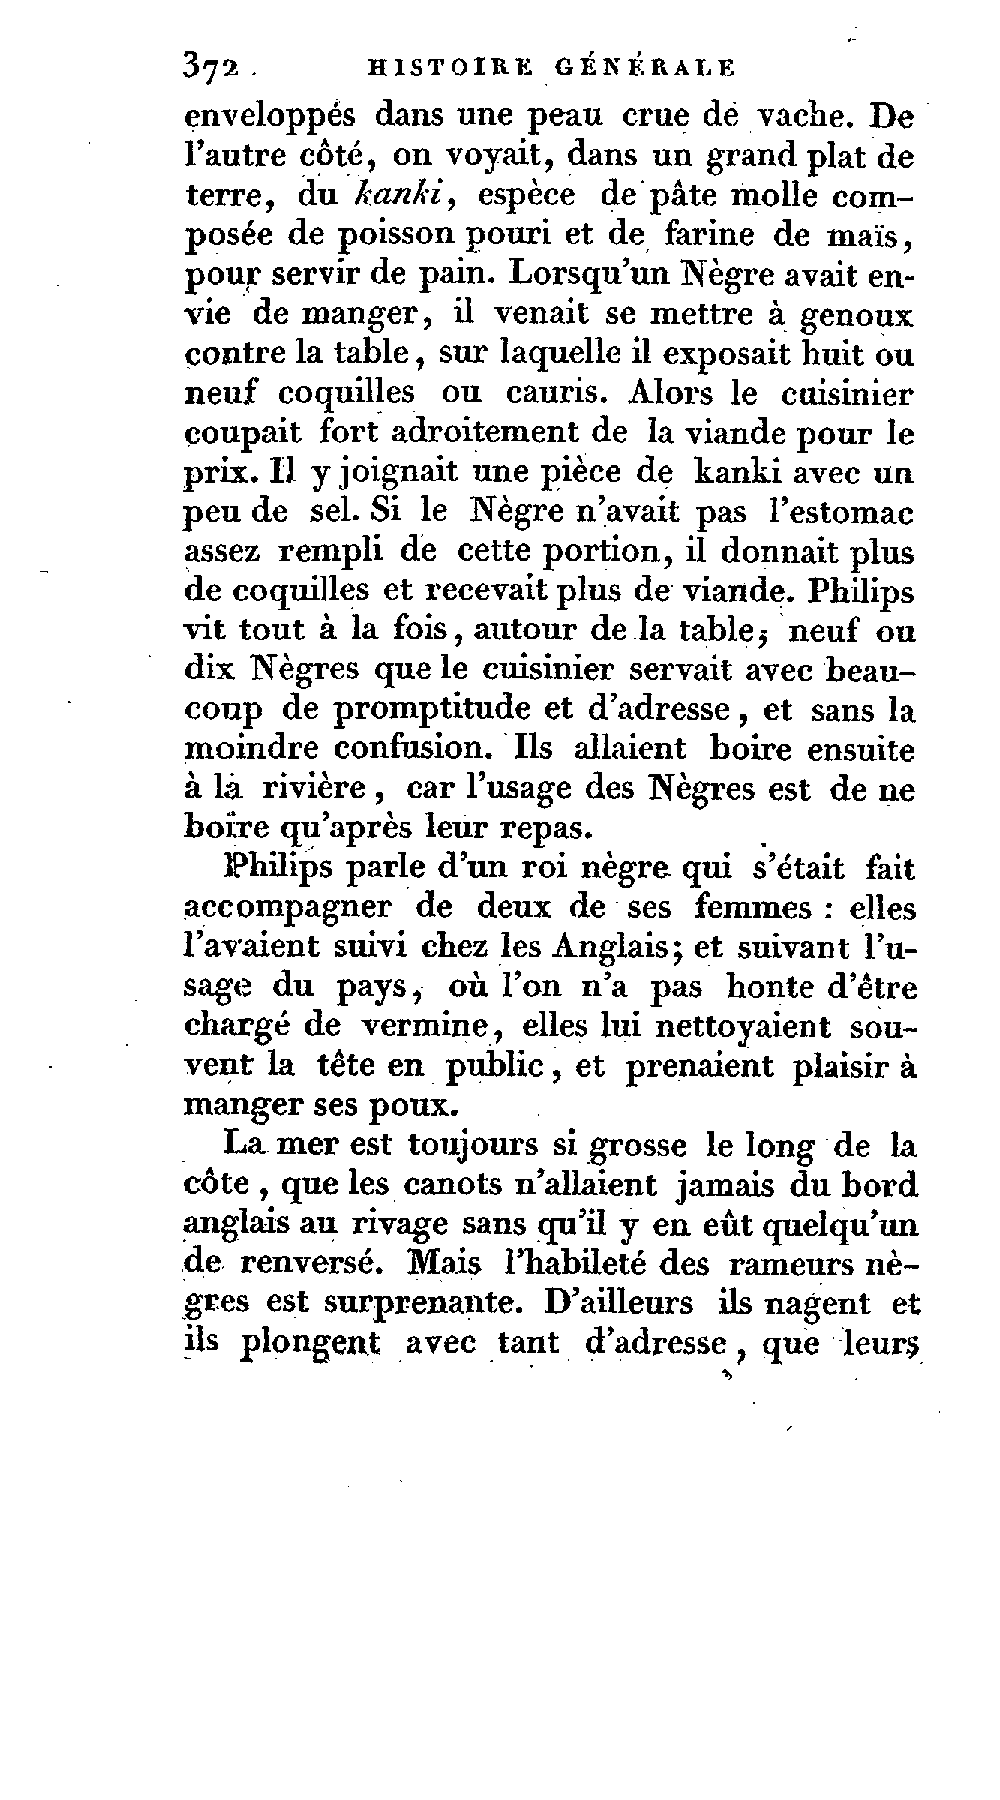 372 HISTOIRE GÉNÉRALE
enveloppés dans une peau crue de vache. De
l'autre côté, on voyait, dans un grand plat de
terre, du kanki, espèce de pâte molle com-
posée de poisson pouri et de farine de maïs,
pour servir de pain. Lorsqu'un Nègre avait en-
vie de manger, il venait se mettre à genoux
contre la table, sur laquelle il exposait huit ou
neuf coquilles ou cauris. Alors le cuisinier
coupait fort adroitement de la viande pour le
prix. Il y joignait une pièce de kanki avec un
peu de sel. Si le Nègre n'avait pas l'estomac
assez rempli de cette portion, il donnait plus
de coquilles et recevait plus de viande. Philips
vit tout à la fois, autour de la table, neuf ou
dix Nègres que le cuisinier servait avec beau-
coup de promptitude et d'adresse, et sans la
moindre confusion. Ils allaient boire ensuite
à la rivière, car l'usage des Nègres est de ne
boire qu'après leur repas.
Philips parle d'un roi nègre qui s'était fait
accompagner de deux de ses femmes : elles
l'avaient suivi chez les Anglais; et suivant l'u-
sage du pays, où l'on n'a pas honte d'être
chargé de vermine, elles lui nettoyaient sou-
vent la tête en public, et prenaient plaisir à
manger ses poux.
La mer est toujours si grosse le long de la
côte, que les canots n'allaient jamais du bord
anglais au rivage sans qu'il y en eût quelqu'un
de renversé. Mais l'habileté des rameurs nè-
gres est surprenante. D'ailleurs ils nagent et
ils plongent avec tant d'adresse, que leurs